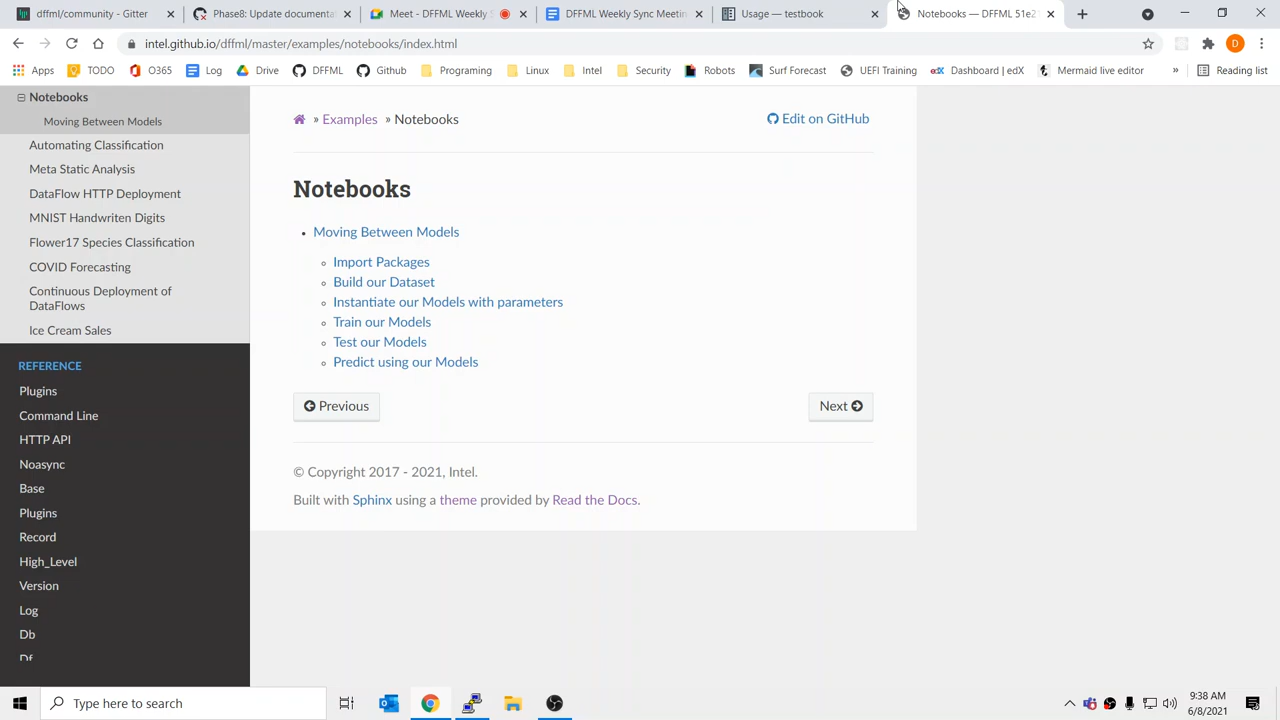 dffml/community - Gitter
Phase8: Update documentat
Meet - DFFML Weekly S
DFFML Weekly Sync Meetin
Usage — testbook
Notebooks — DFFML 51e2
intel.github.io/dffml/master/examples/notebooks/index.html
D
Apps
TODO
O365
Log
Drive
DFFML
Github
Programing
Linux
Intel
Security
Robots
Surf Forecast
UEFI Training
edX
Dashboard | edX
Mermaid live editor
»
Reading list
Notebooks
Moving Between Models
Automating Classification
Meta Static Analysis
DataFlow HTTP Deployment
MNIST Handwriten Digits
Flower17 Species Classification
COVID Forecasting
Continuous Deployment of
DataFlows
Ice Cream Sales
REFERENCE
Plugins
Command Line
HTTP API
Noasync
Base
Plugins
Record
High_Level
Version
Log
Db
Df
» Examples » Notebooks
Edit on GitHub
Notebooks
Moving Between Models
Import Packages
Build our Dataset
Instantiate our Models with parameters
Train our Models
Test our Models
Predict using our Models
Previous
Next
© Copyright 2017 - 2021, Intel.
Built with Sphinx using a theme provided by Read the Docs.
Type here to search
9:38 AM
6/8/2021